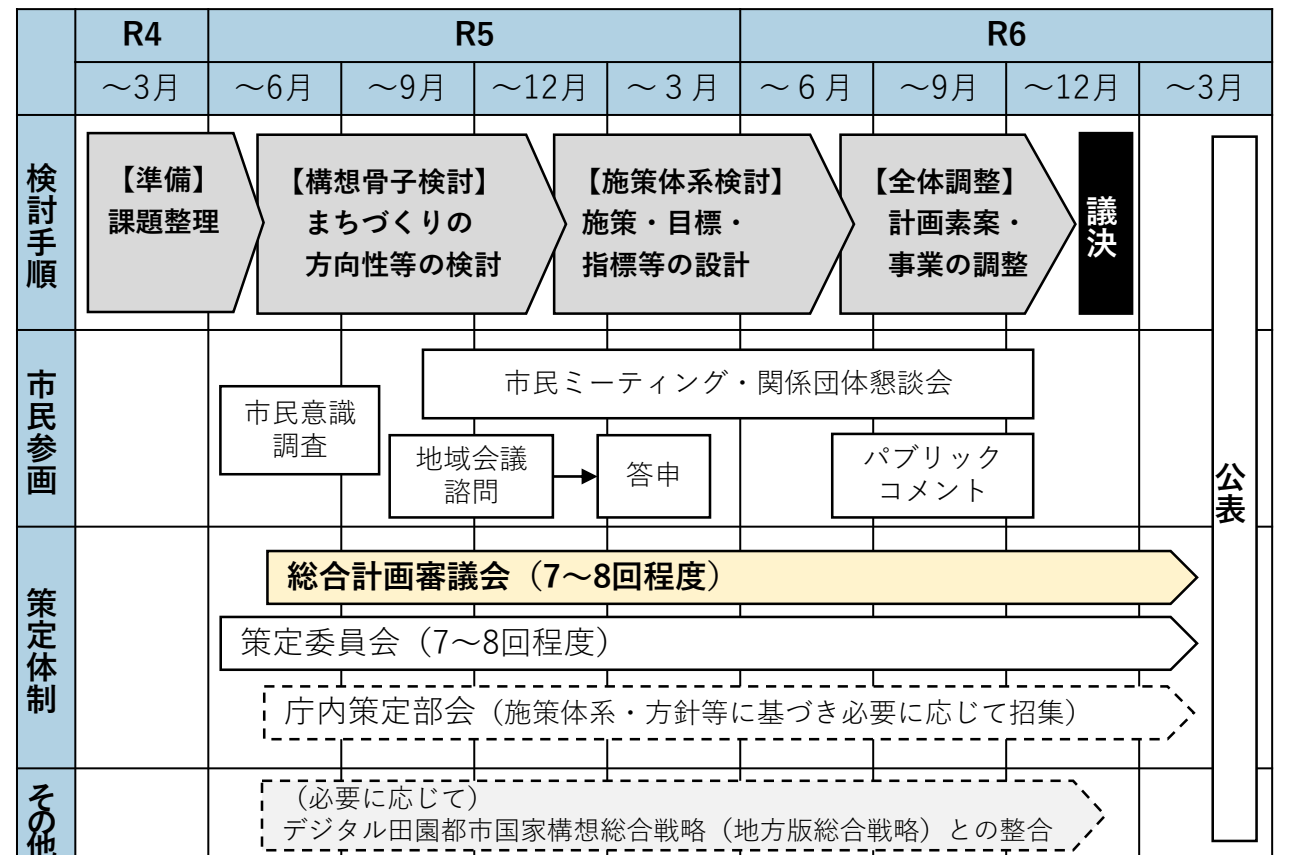 R4
R5
R6
～3月
～6月
～9月
～12月
～３月
～６月
～9月
～12月
～3月
検討手順
【準備】
課題整理
【構想骨子検討】
まちづくりの
方向性等の検討
【施策体系検討】
施策・目標・
指標等の設計
【全体調整】
計画素案・
事業の調整
議決
公表
市民参画
市民ミーティング・関係団体懇談会
市民意識
調査
地域会議
諮問
答申
パブリック
コメント
策定体制
総合計画審議会（7～8回程度）
策定委員会（7～8回程度）
庁内策定部会（施策体系・方針等に基づき必要に応じて招集）
その他
（必要に応じて）
デジタル田園都市国家構想総合戦略（地方版総合戦略）との整合